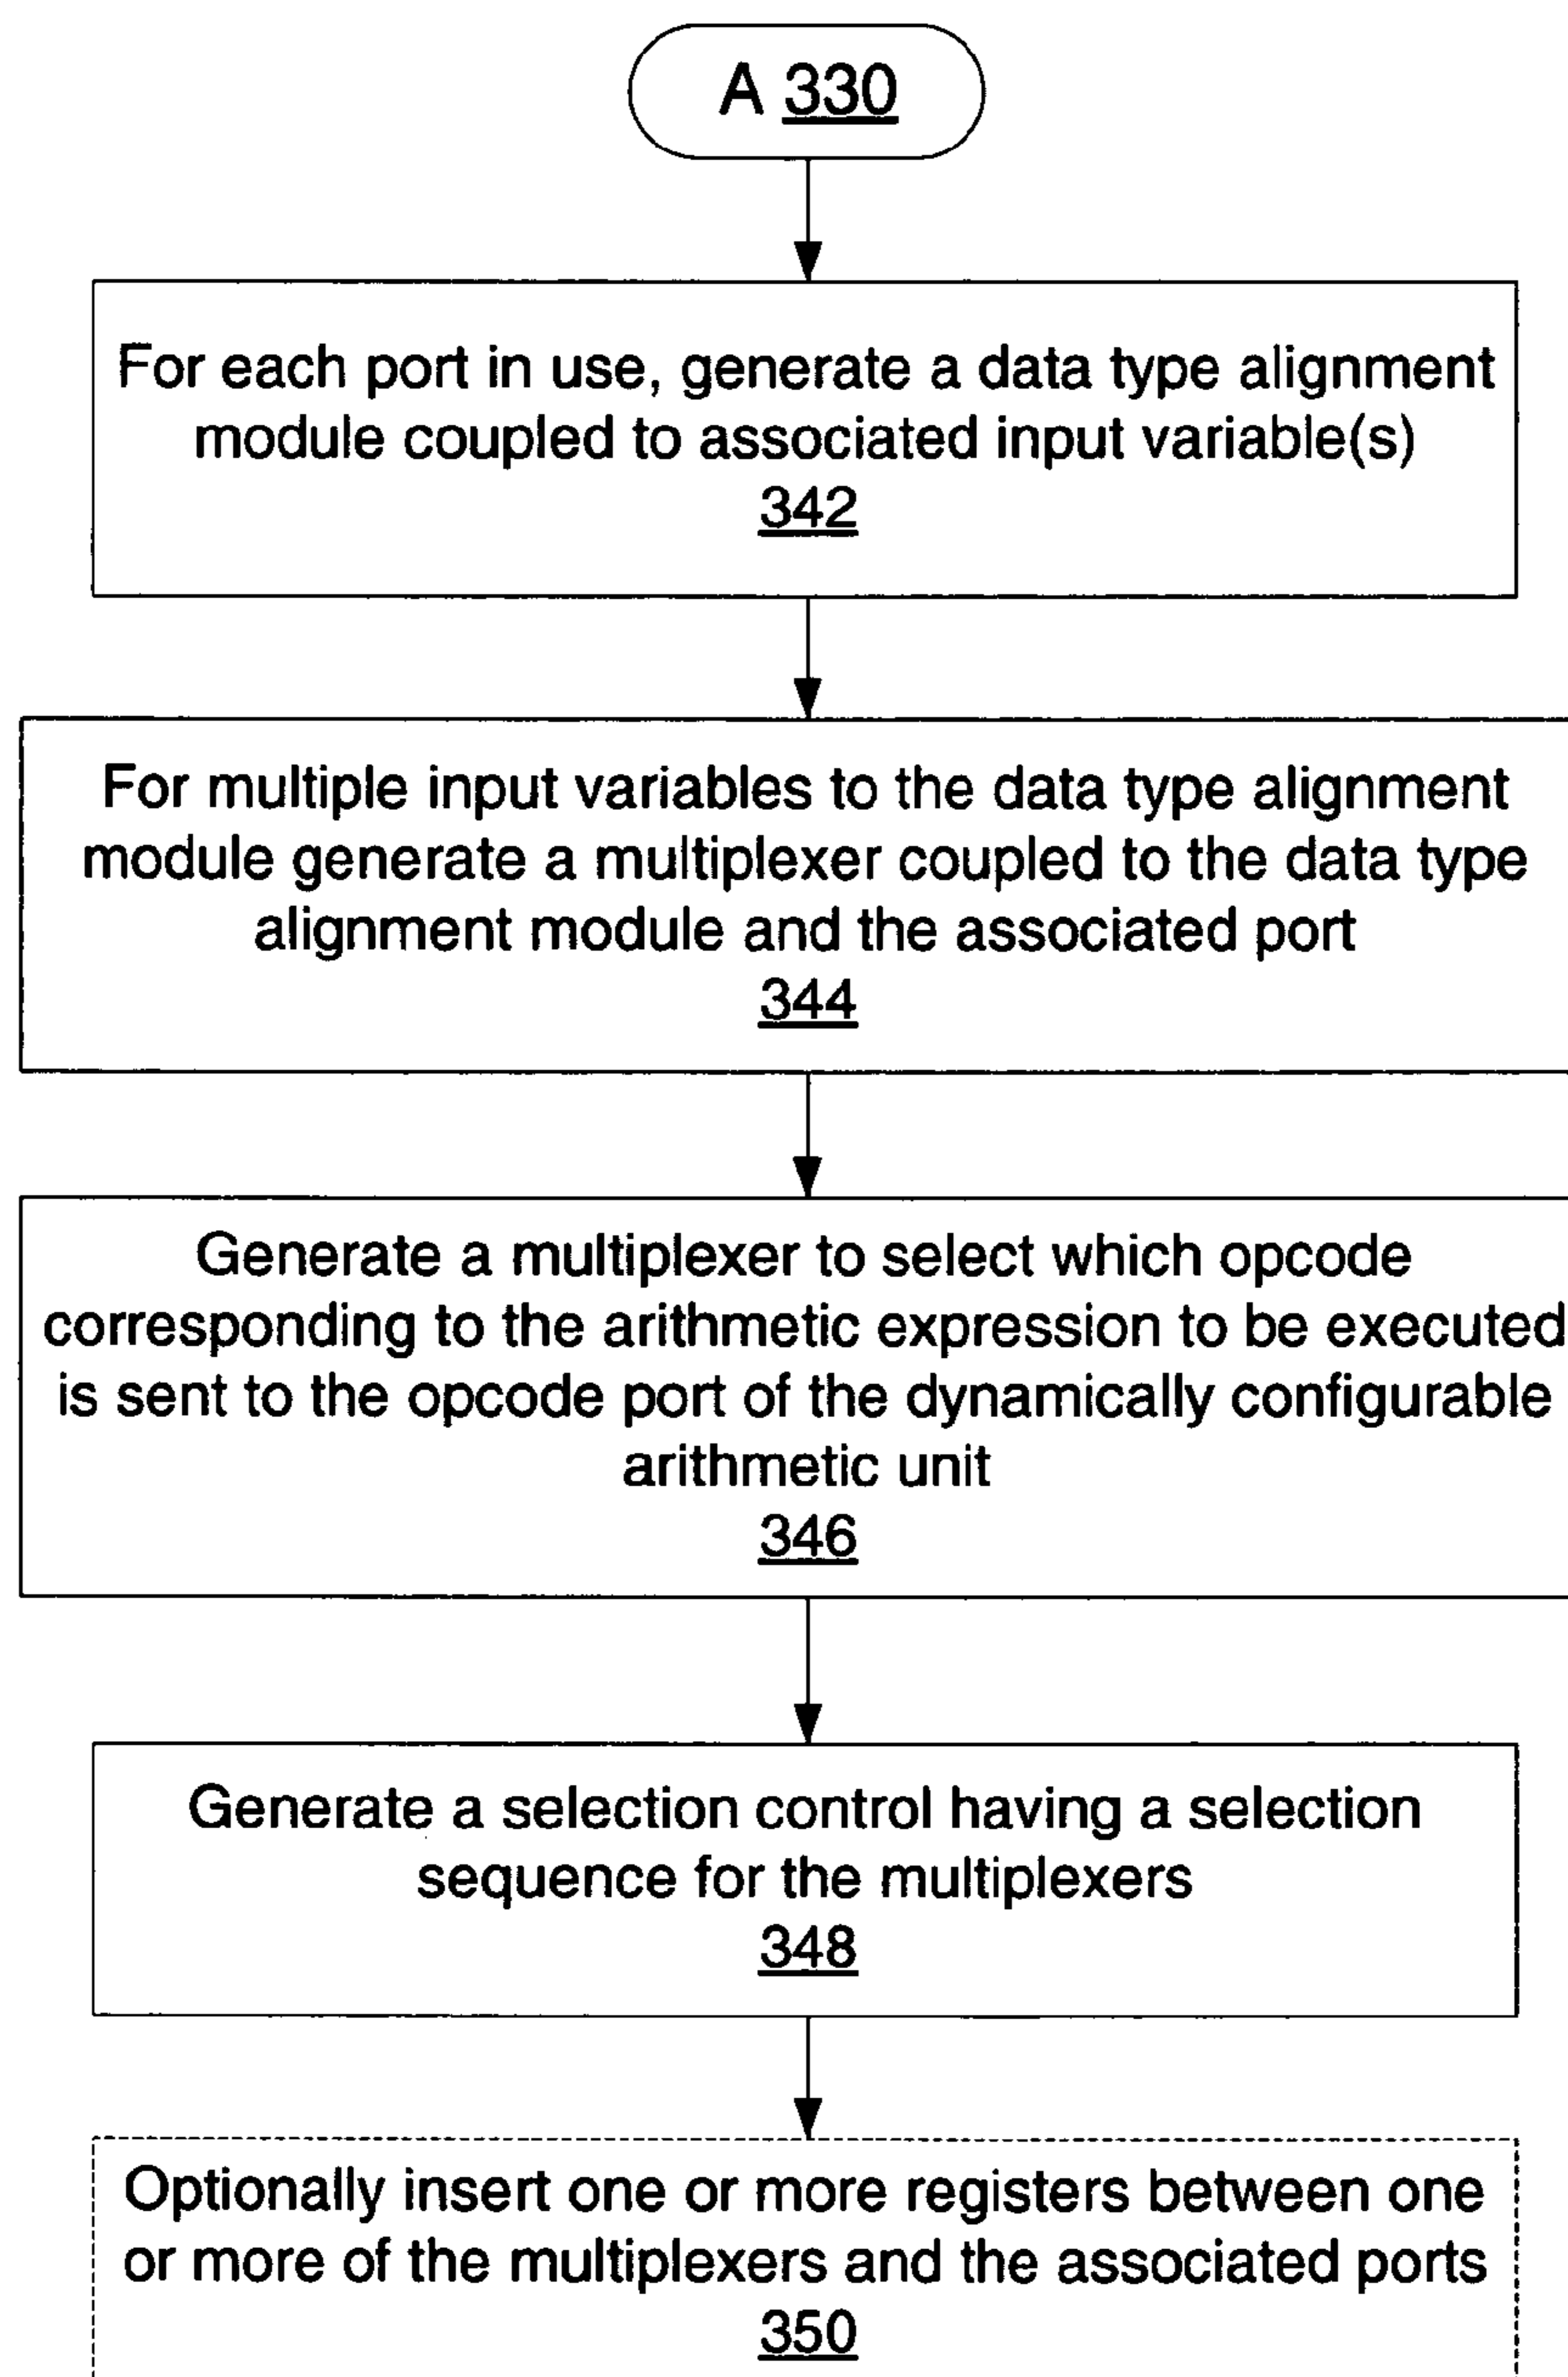 A 330
For each port in use, generate a data type alignment
module coupled to associated input variable(s)
342
For multiple input variables to the data type alignment
module generate a multiplexer coupled to the data type
alignment module and the associated port
344
Generate a multiplexer to select which opcode
corresponding to the arithmetic expression to be executed
is sent to the opcode port of the dynamically configurable
arithmetic unit
346
Generate a selection control having a selection
sequence for the multiplexers
348
Optionally insert one or more registers between one
or more of the multiplexers and the associated ports
350